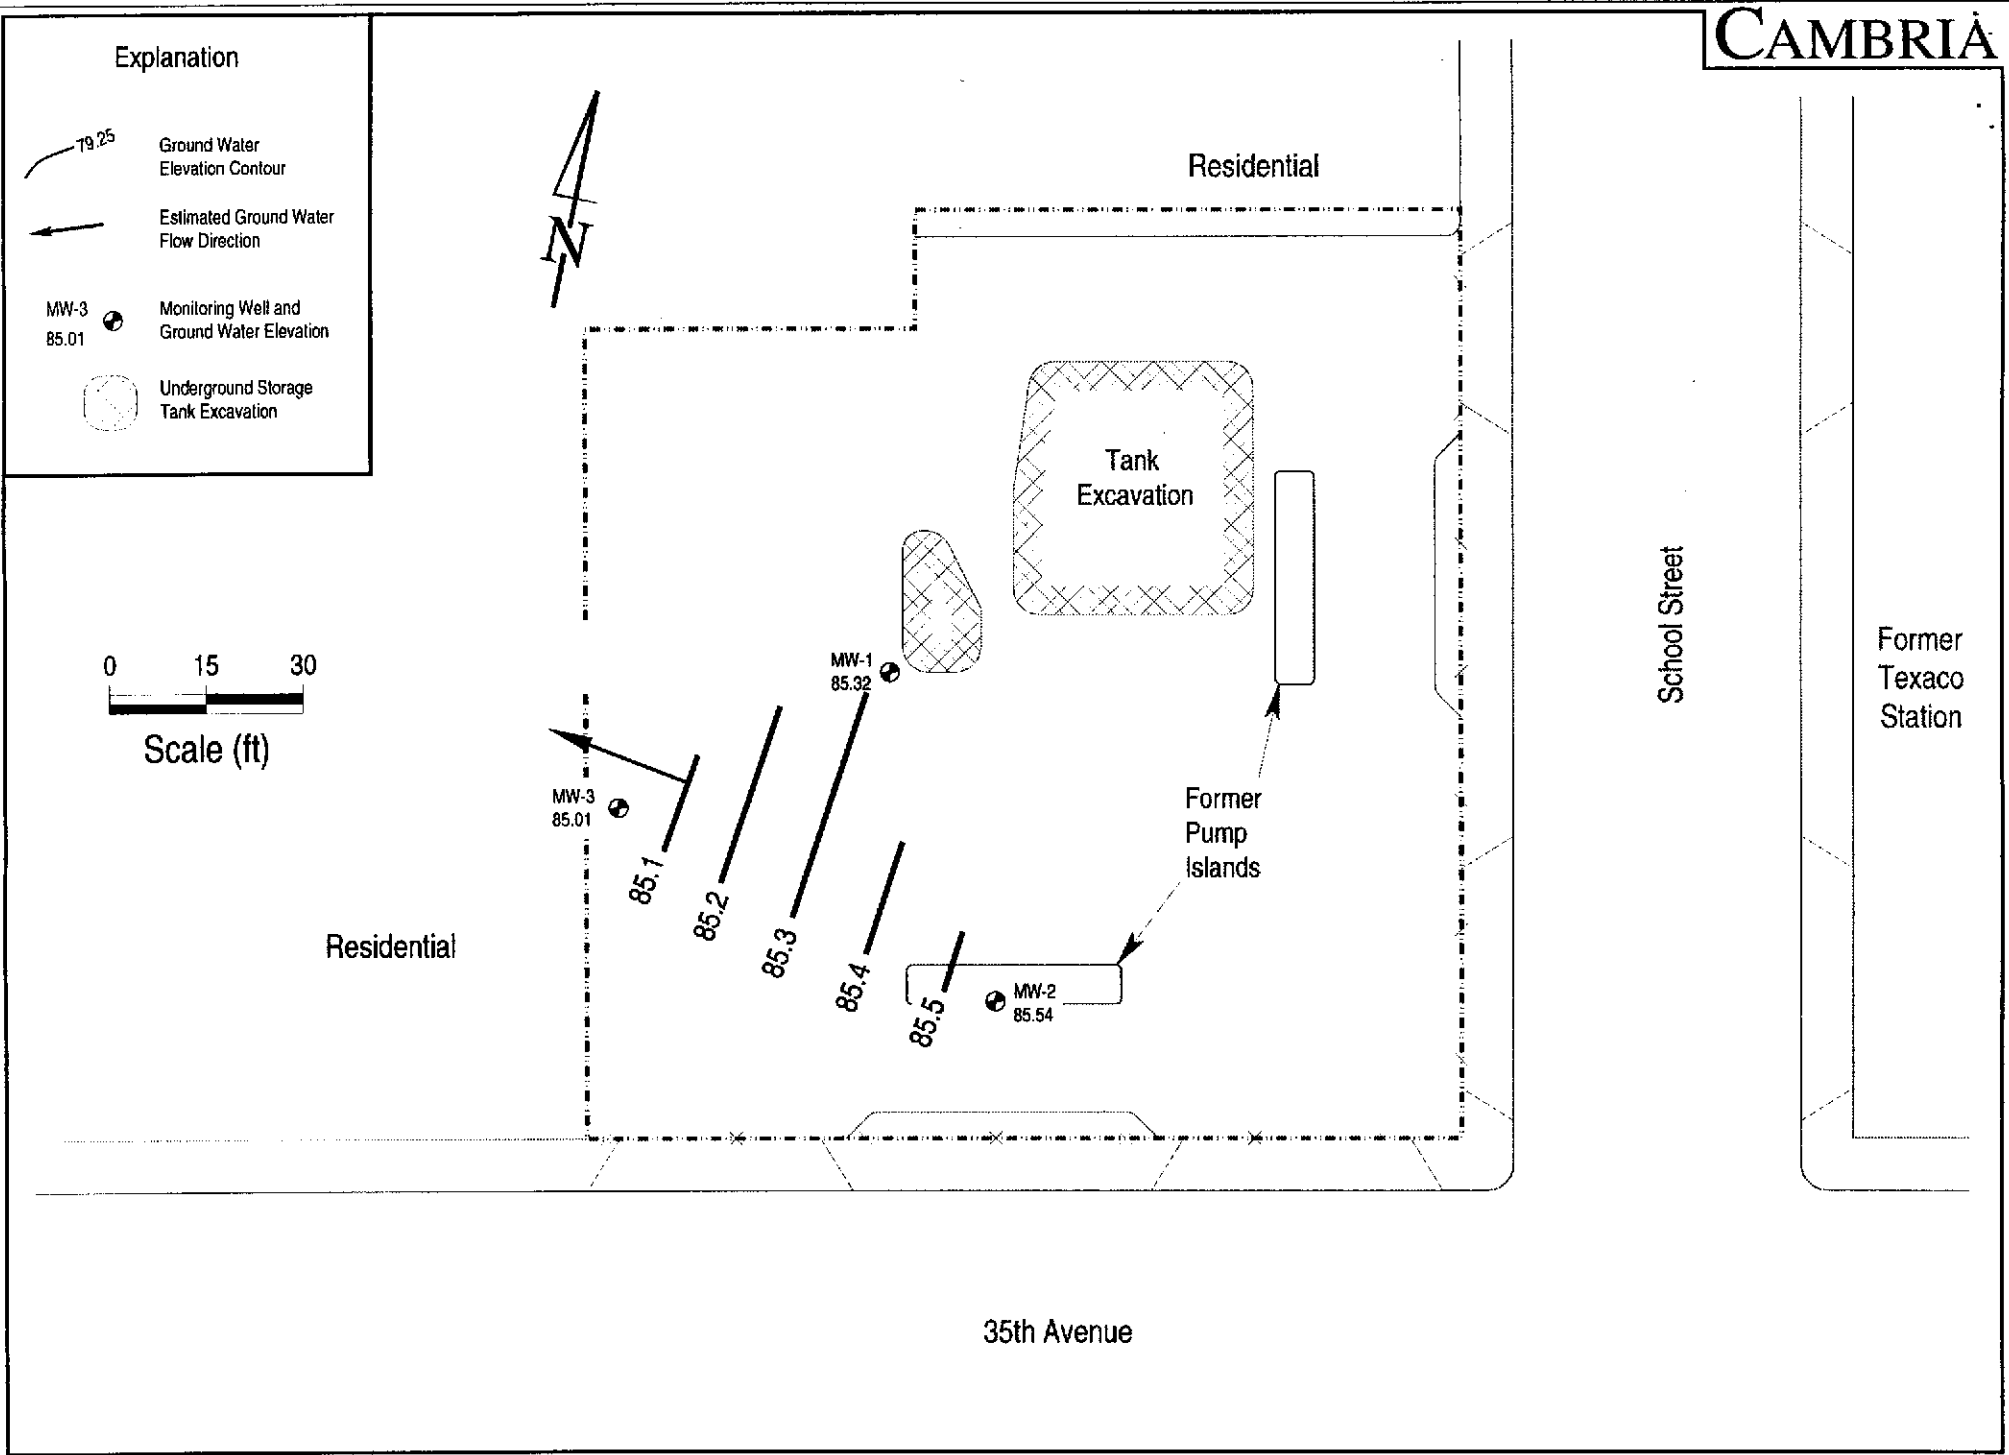 CAMBRIA
Explanation
79.25
Ground Water
Elevation Contour
Estimated Ground Water
Flow Direction
MW-3
85.01
Monitoring Well and
Ground Water Elevation
Underground Storage
Tank Excavation
N
Residential
Tank
Excavation
School Street
Former
Texaco
Station
0 15 30
Scale (ft)
MW-1
85.32
MW-3
85.01
Former
Pump
Islands
85.1
85.2
85.3
85.4
85.5
Residential
MW-2
85.54
35th Avenue